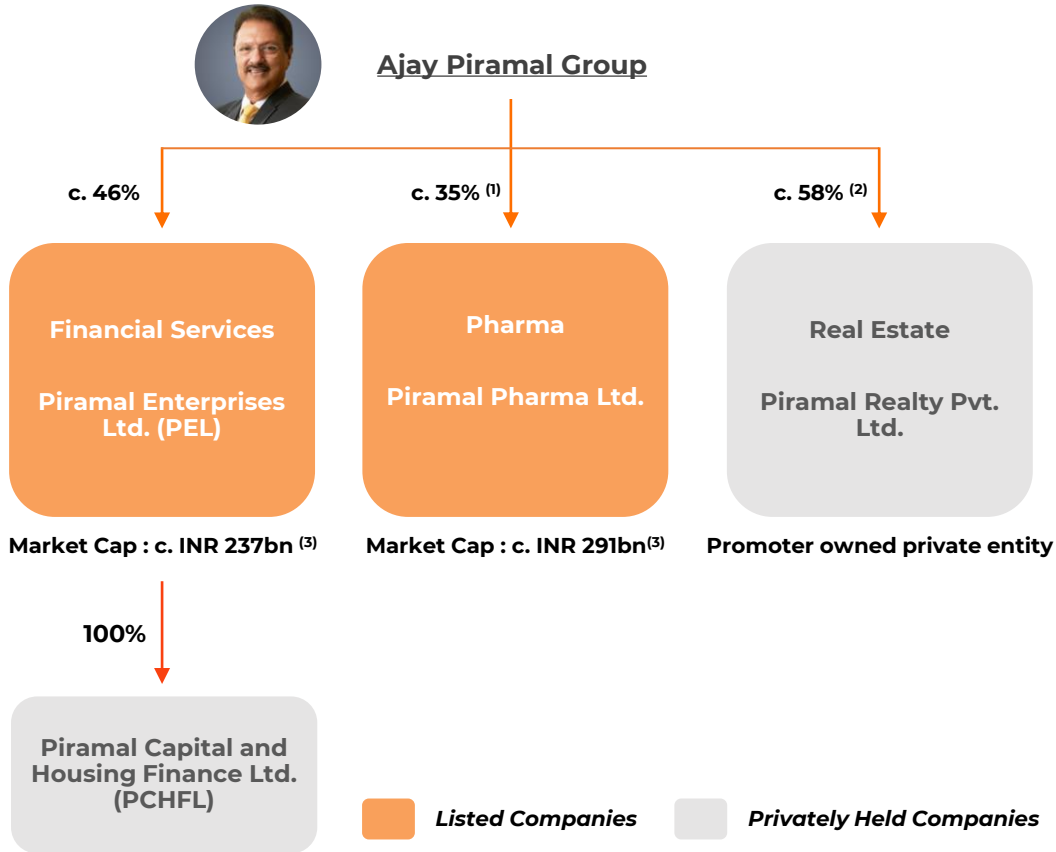 Ajay Piramal Group
c. 46%
c. 35% (1)
c. 58% (2)
Financial Services
Piramal Enterprises
Ltd. (PEL)
Pharma
Piramal Pharma Ltd.
Real Estate
Piramal Realty Pvt.
Ltd.
Market Cap : c. INR 237bn (3)
Market Cap : c. INR 291bn(3)
Promoter owned private entity
100%
Piramal Capital and
Housing Finance Ltd.
(PCHFL)
Listed Companies
Privately Held Companies